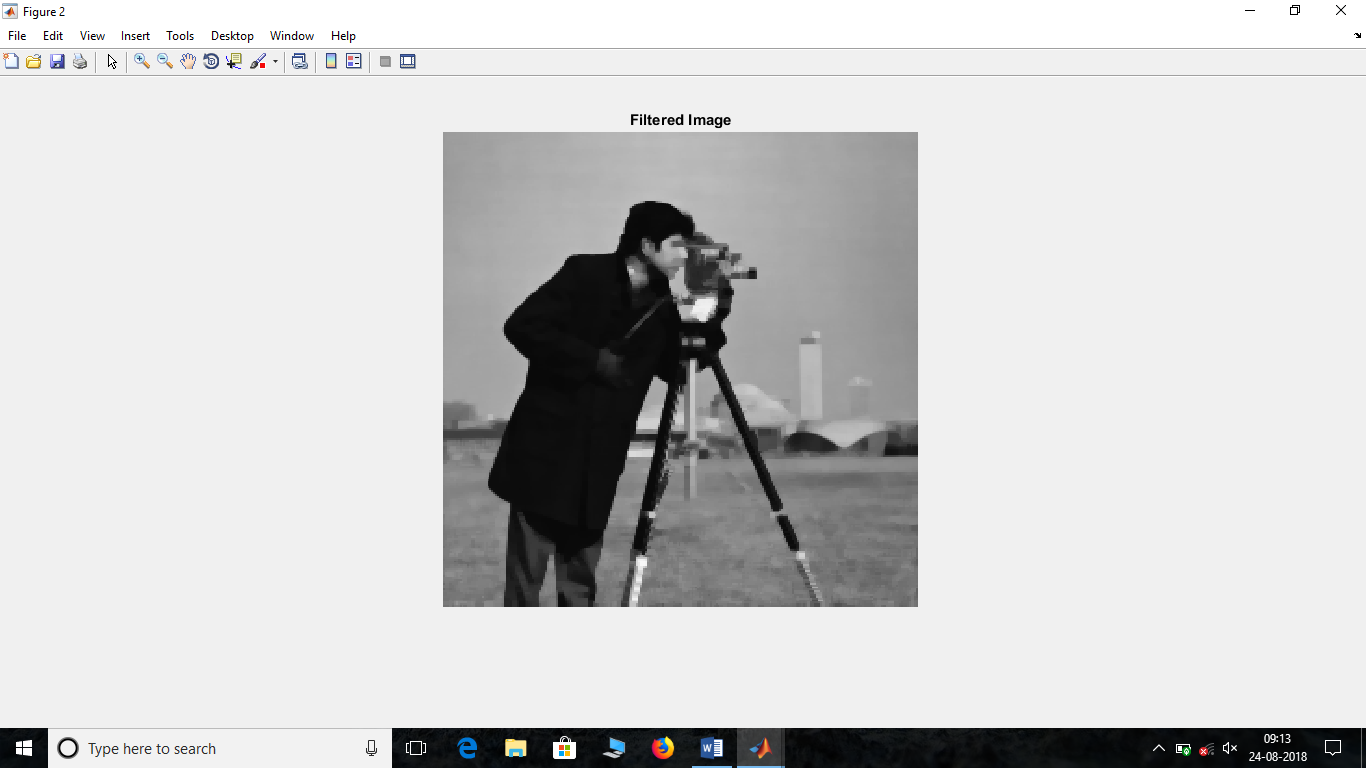 Figure 2
File Edit View Insert Tools Desktop Window Help
Filtered Image
Type here to search
09:13
24-08-2018